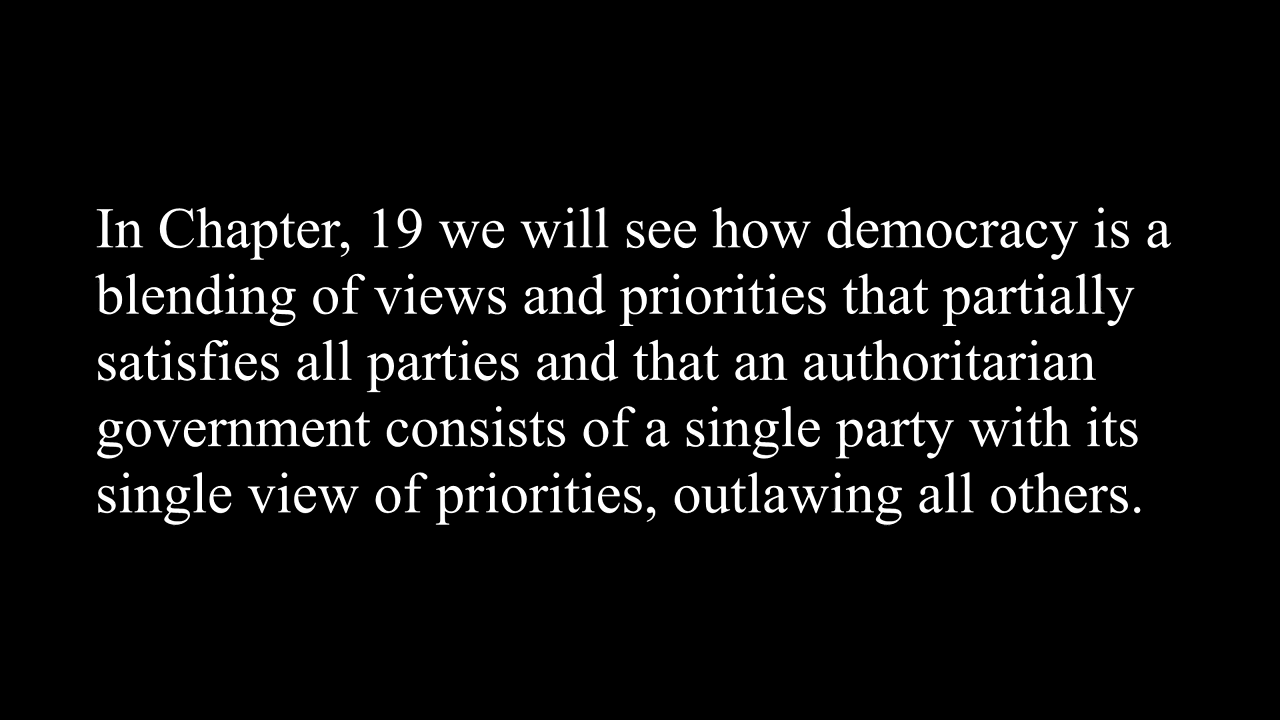 In Chapter, 19 we will see how democracy is a
blending of views and priorities that partially
satisfies all parties and that an authoritarian
government consists of a single party with its
single view of priorities, outlawing all others.